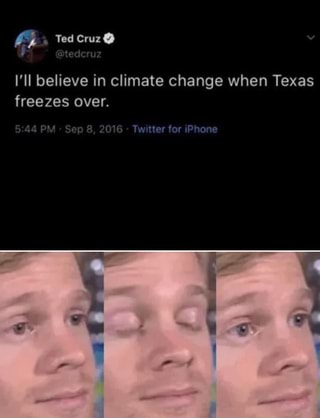 Ted Cruz
@tedcruz
I'll believe in climate change when Texas
freezes over.
5:44 PM · Sep 8, 2016 · Twitter for iPhone